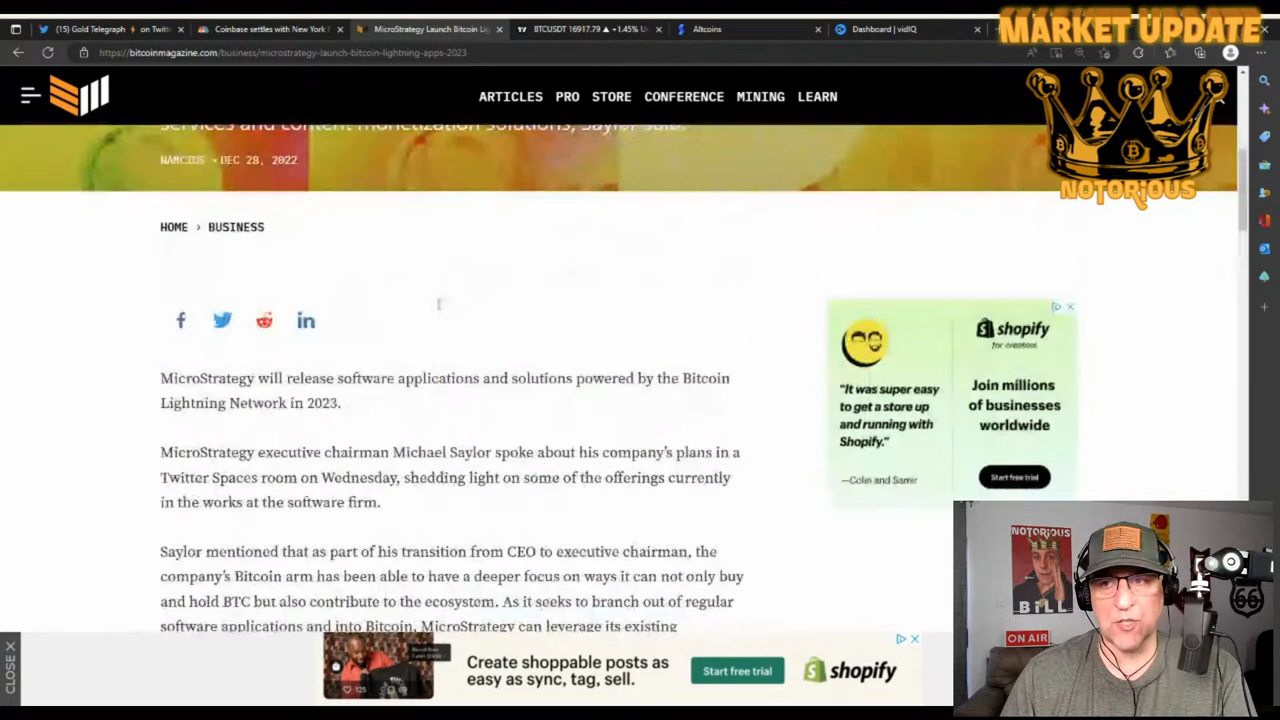 (15) Gold Telegraph ⚡ on Twitt
Coinbase settles with New York
MicroStrategy Launch Bitcoin Lig
BTCUSDT 16917.79 ▲ +1.45% U
Altcoins
Dashboard | vidIQ
MARKET UPDATE
https://bitcoinmagazine.com/business/microstrategy-launch-bitcoin-lightning-apps-2023
ARTICLES PRO STORE CONFERENCE MINING LEARN
NOTORiOUS
services and content monetization solutions, Saylor said.
NAMCIOS • DEC 28, 2022
HOME › BUSINESS
MicroStrategy will release software applications and solutions powered by the Bitcoin
Lightning Network in 2023.
MicroStrategy executive chairman Michael Saylor spoke about his company's plans in a
Twitter Spaces room on Wednesday, shedding light on some of the offerings currently
in the works at the software firm.
Saylor mentioned that as part of his transition from CEO to executive chairman, the
company's Bitcoin arm has been able to have a deeper focus on ways it can not only buy
and hold BTC but also contribute to the ecosystem. As it seeks to branch out of regular
software applications and into Bitcoin, MicroStrategy can leverage its existing
"It was super easy
to get a store up
and running with
Shopify."
—Colin and Samir
shopify
for creators
Join millions
of businesses
worldwide
Start free trial
NOTORIOUS
BILL
ON AIR
66
CLOSE X
125
Create shoppable posts as
easy as sync, tag, sell.
Start free trial
shopify